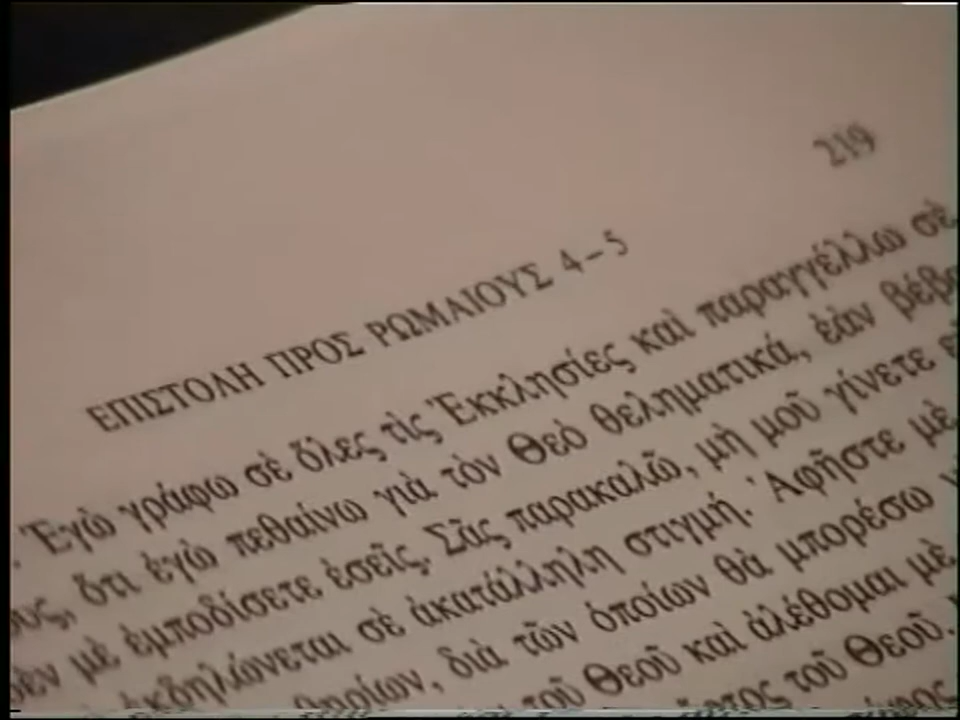 219
ΕΠΙΣΤΟΛΗ ΠΡΟΣ ΡΩΜΑΙΟΥΣ 4–5
Ἐγὼ γράφω σὲ ὅλες τὶς Ἐκκλησίες καὶ παραγγέλλω σὲ
ὅτι ἐγὼ πεθαίνω γιὰ τὸν Θεὸ θεληματικά, ἐὰν
μὲ ἐμποδίσετε ἐσεῖς. Σᾶς παρακαλῶ, μὴ μοῦ γίνετε
σὲ ἀκατάλληλη στιγμή. Ἀφῆστε μὲ
διὰ τῶν ὁποίων θὰ μπορέσω
τοῦ Θεοῦ καὶ ἀλέθομαι μὲ
τοῦ Θεοῦ.